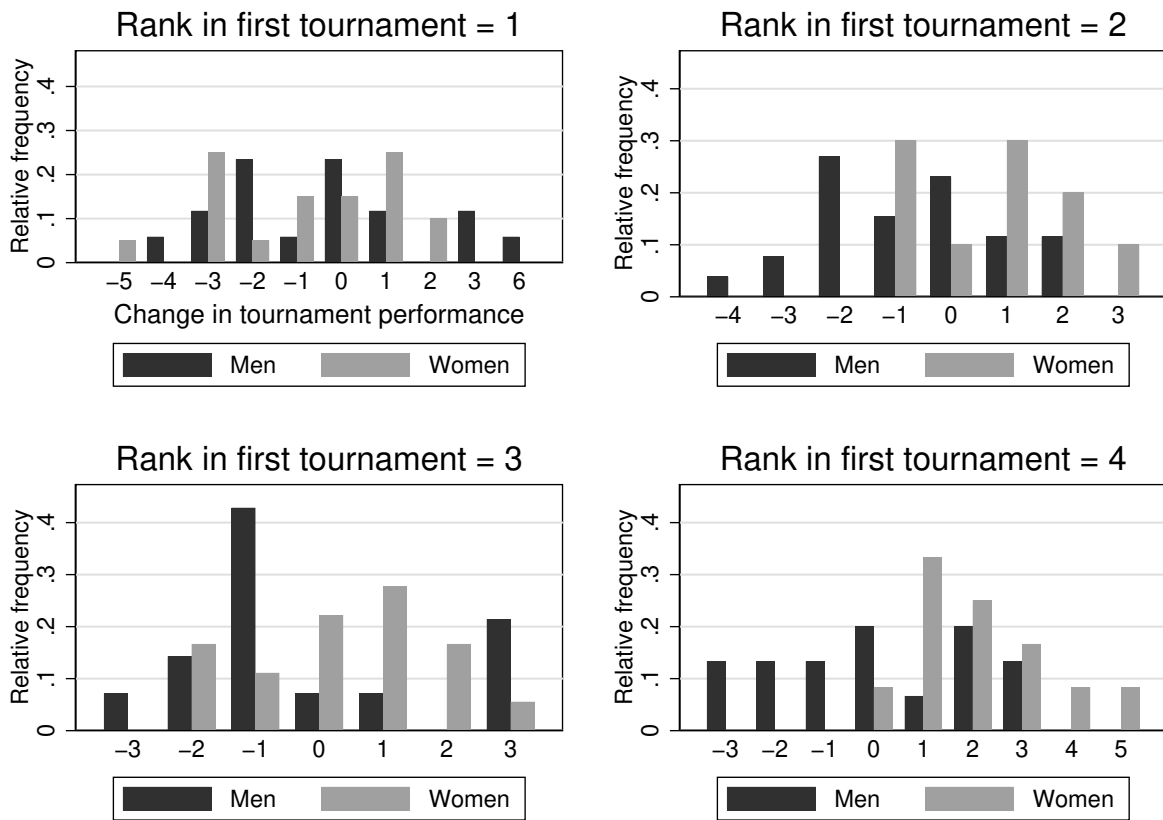 Rank in first tournament = 1
Relative frequency
0 .1 .2 .3 .4
−5 −4 −3 −2 −1 0 1 2 3 6
Change in tournament performance
Men Women
Rank in first tournament = 2
Relative frequency
0 .1 .2 .3 .4
−4 −3 −2 −1 0 1 2 3
Men Women
Rank in first tournament = 3
Relative frequency
0 .1 .2 .3 .4
−3 −2 −1 0 1 2 3
Men Women
Rank in first tournament = 4
Relative frequency
0 .1 .2 .3 .4
−3 −2 −1 0 1 2 3 4 5
Men Women